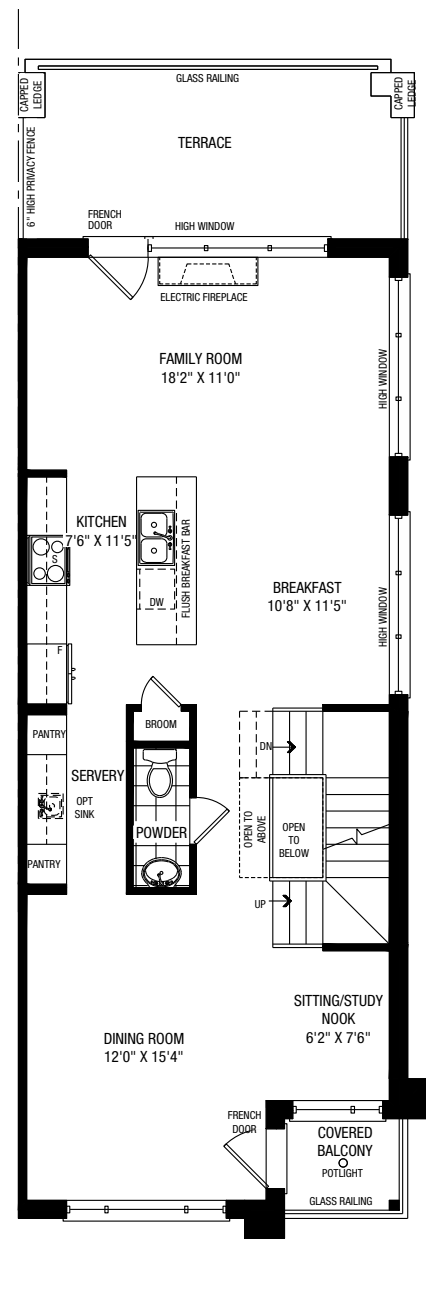 GLASS RAILING
CAPPED
LEDGE
CAPPED
LEDGE
TERRACE
6" HIGH PRIVACY FENCE
FRENCH
DOOR
HIGH WINDOW
ELECTRIC FIREPLACE
FAMILY ROOM
18'2" X 11'0"
HIGH WINDOW
KITCHEN
7'6" X 11'5"
S
FLUSH BREAKFAST BAR
DW
BREAKFAST
10'8" X 11'5"
HIGH WINDOW
F
BROOM
PANTRY
DN
SERVERY
OPT
SINK
POWDER
OPEN TO
ABOVE
OPEN
TO
BELOW
PANTRY
UP
SITTING/STUDY
NOOK
6'2" X 7'6"
DINING ROOM
12'0" X 15'4"
FRENCH
DOOR
COVERED
BALCONY
POTLIGHT
GLASS RAILING